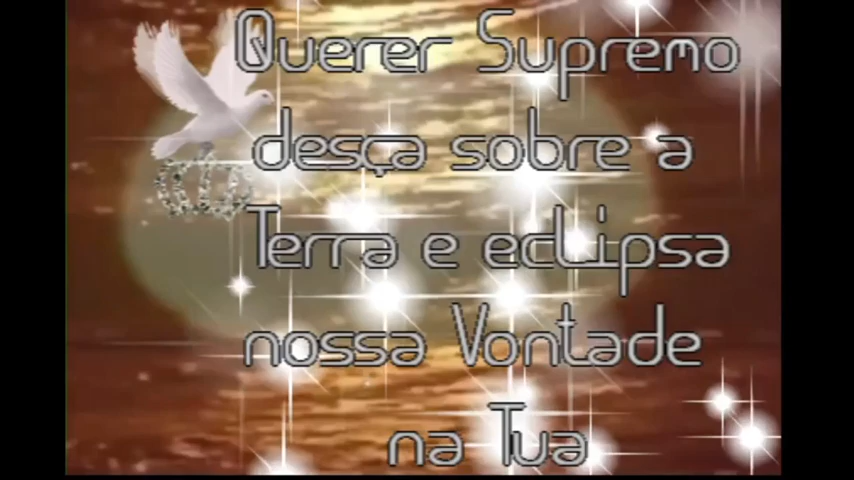 Querer Supremo
desça sobre a
Terra e eclipsa
nossa Vontade
na Tua